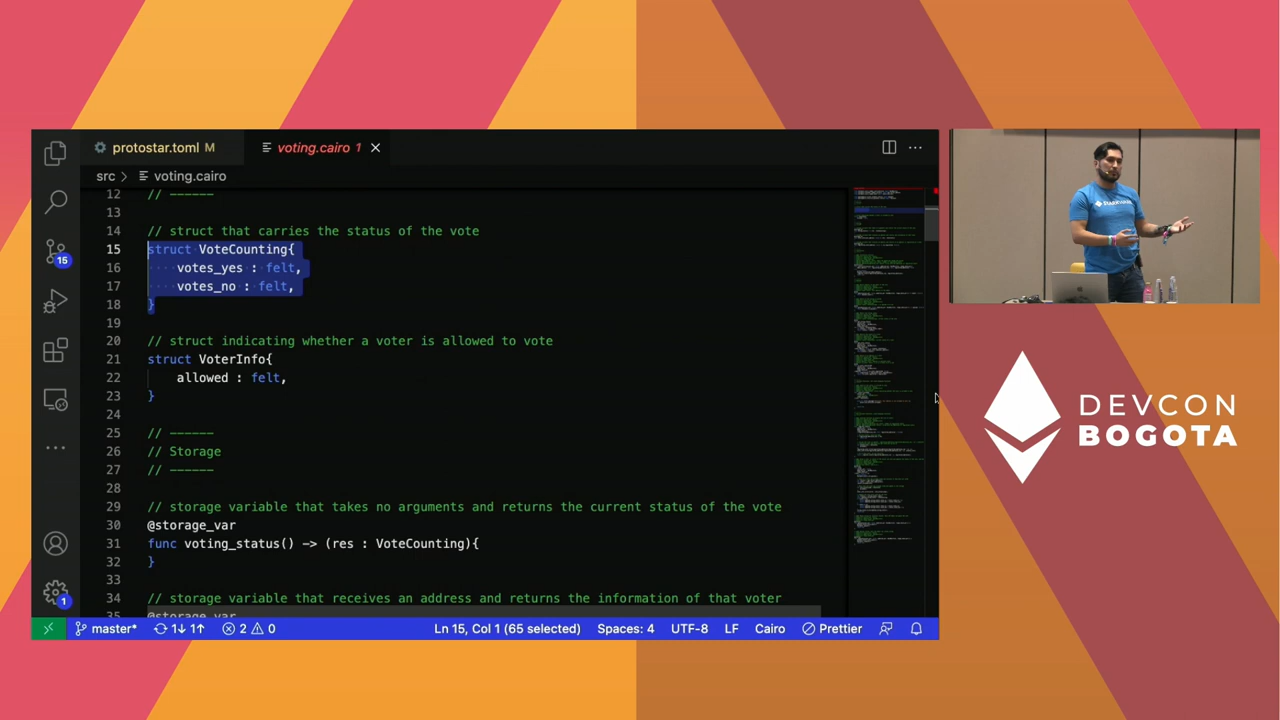 protostar.toml M
voting.cairo 1
src > voting.cairo
12 // ------
13
14 // struct that carries the status of the vote
15 struct VoteCounting{
16 votes_yes : felt,
17 votes_no : felt,
18 }
19
20 // struct indicating whether a voter is allowed to vote
21 struct VoterInfo{
22 allowed : felt,
23 }
24
25 // ------
26 // Storage
27 // ------
28
29 // storage variable that takes no arguments and returns the current status of the vote
30 @storage_var
31 func voting_status() -> (res : VoteCounting){
32 }
33
34 // storage variable that receives an address and returns the information of that voter
35 @storage_var
15
1
master* 1↓ 1↑ 2 0 Ln 15, Col 1 (65 selected) Spaces: 4 UTF-8 LF Cairo Prettier
DEVCON
BOGOTA